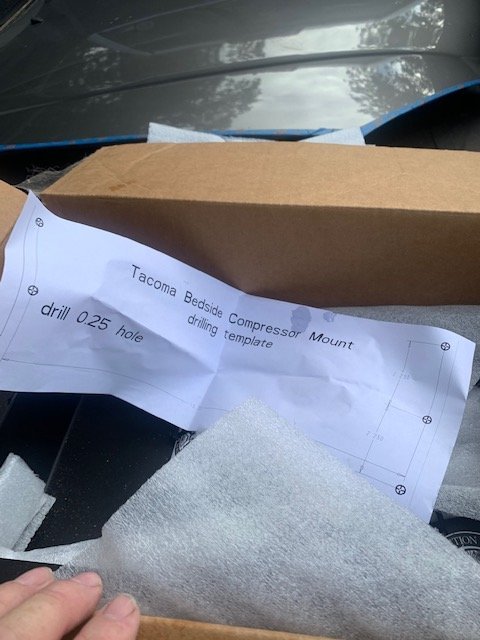 Tacoma Bedside Compressor Mount
drilling template
drill 0.25 hole